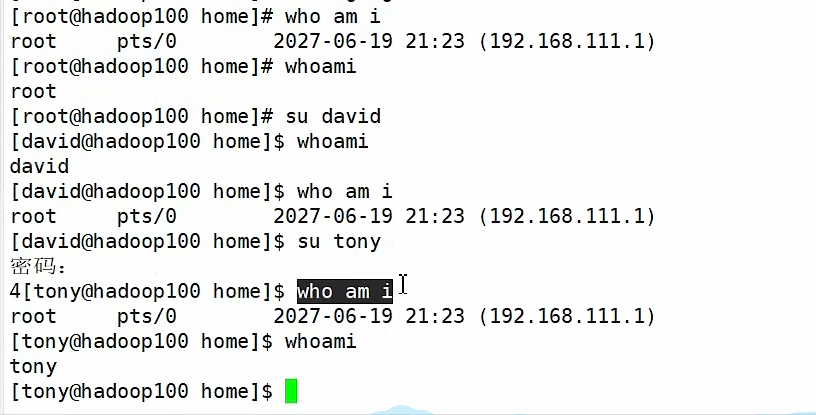 [root@hadoop100 home]# who am i
root     pts/0        2027-06-19 21:23 (192.168.111.1)
[root@hadoop100 home]# whoami
root
[root@hadoop100 home]# su david
[david@hadoop100 home]$ whoami
david
[david@hadoop100 home]$ who am i
root     pts/0        2027-06-19 21:23 (192.168.111.1)
[david@hadoop100 home]$ su tony
密码：
4[tony@hadoop100 home]$ who am i
root     pts/0        2027-06-19 21:23 (192.168.111.1)
[tony@hadoop100 home]$ whoami
tony
[tony@hadoop100 home]$